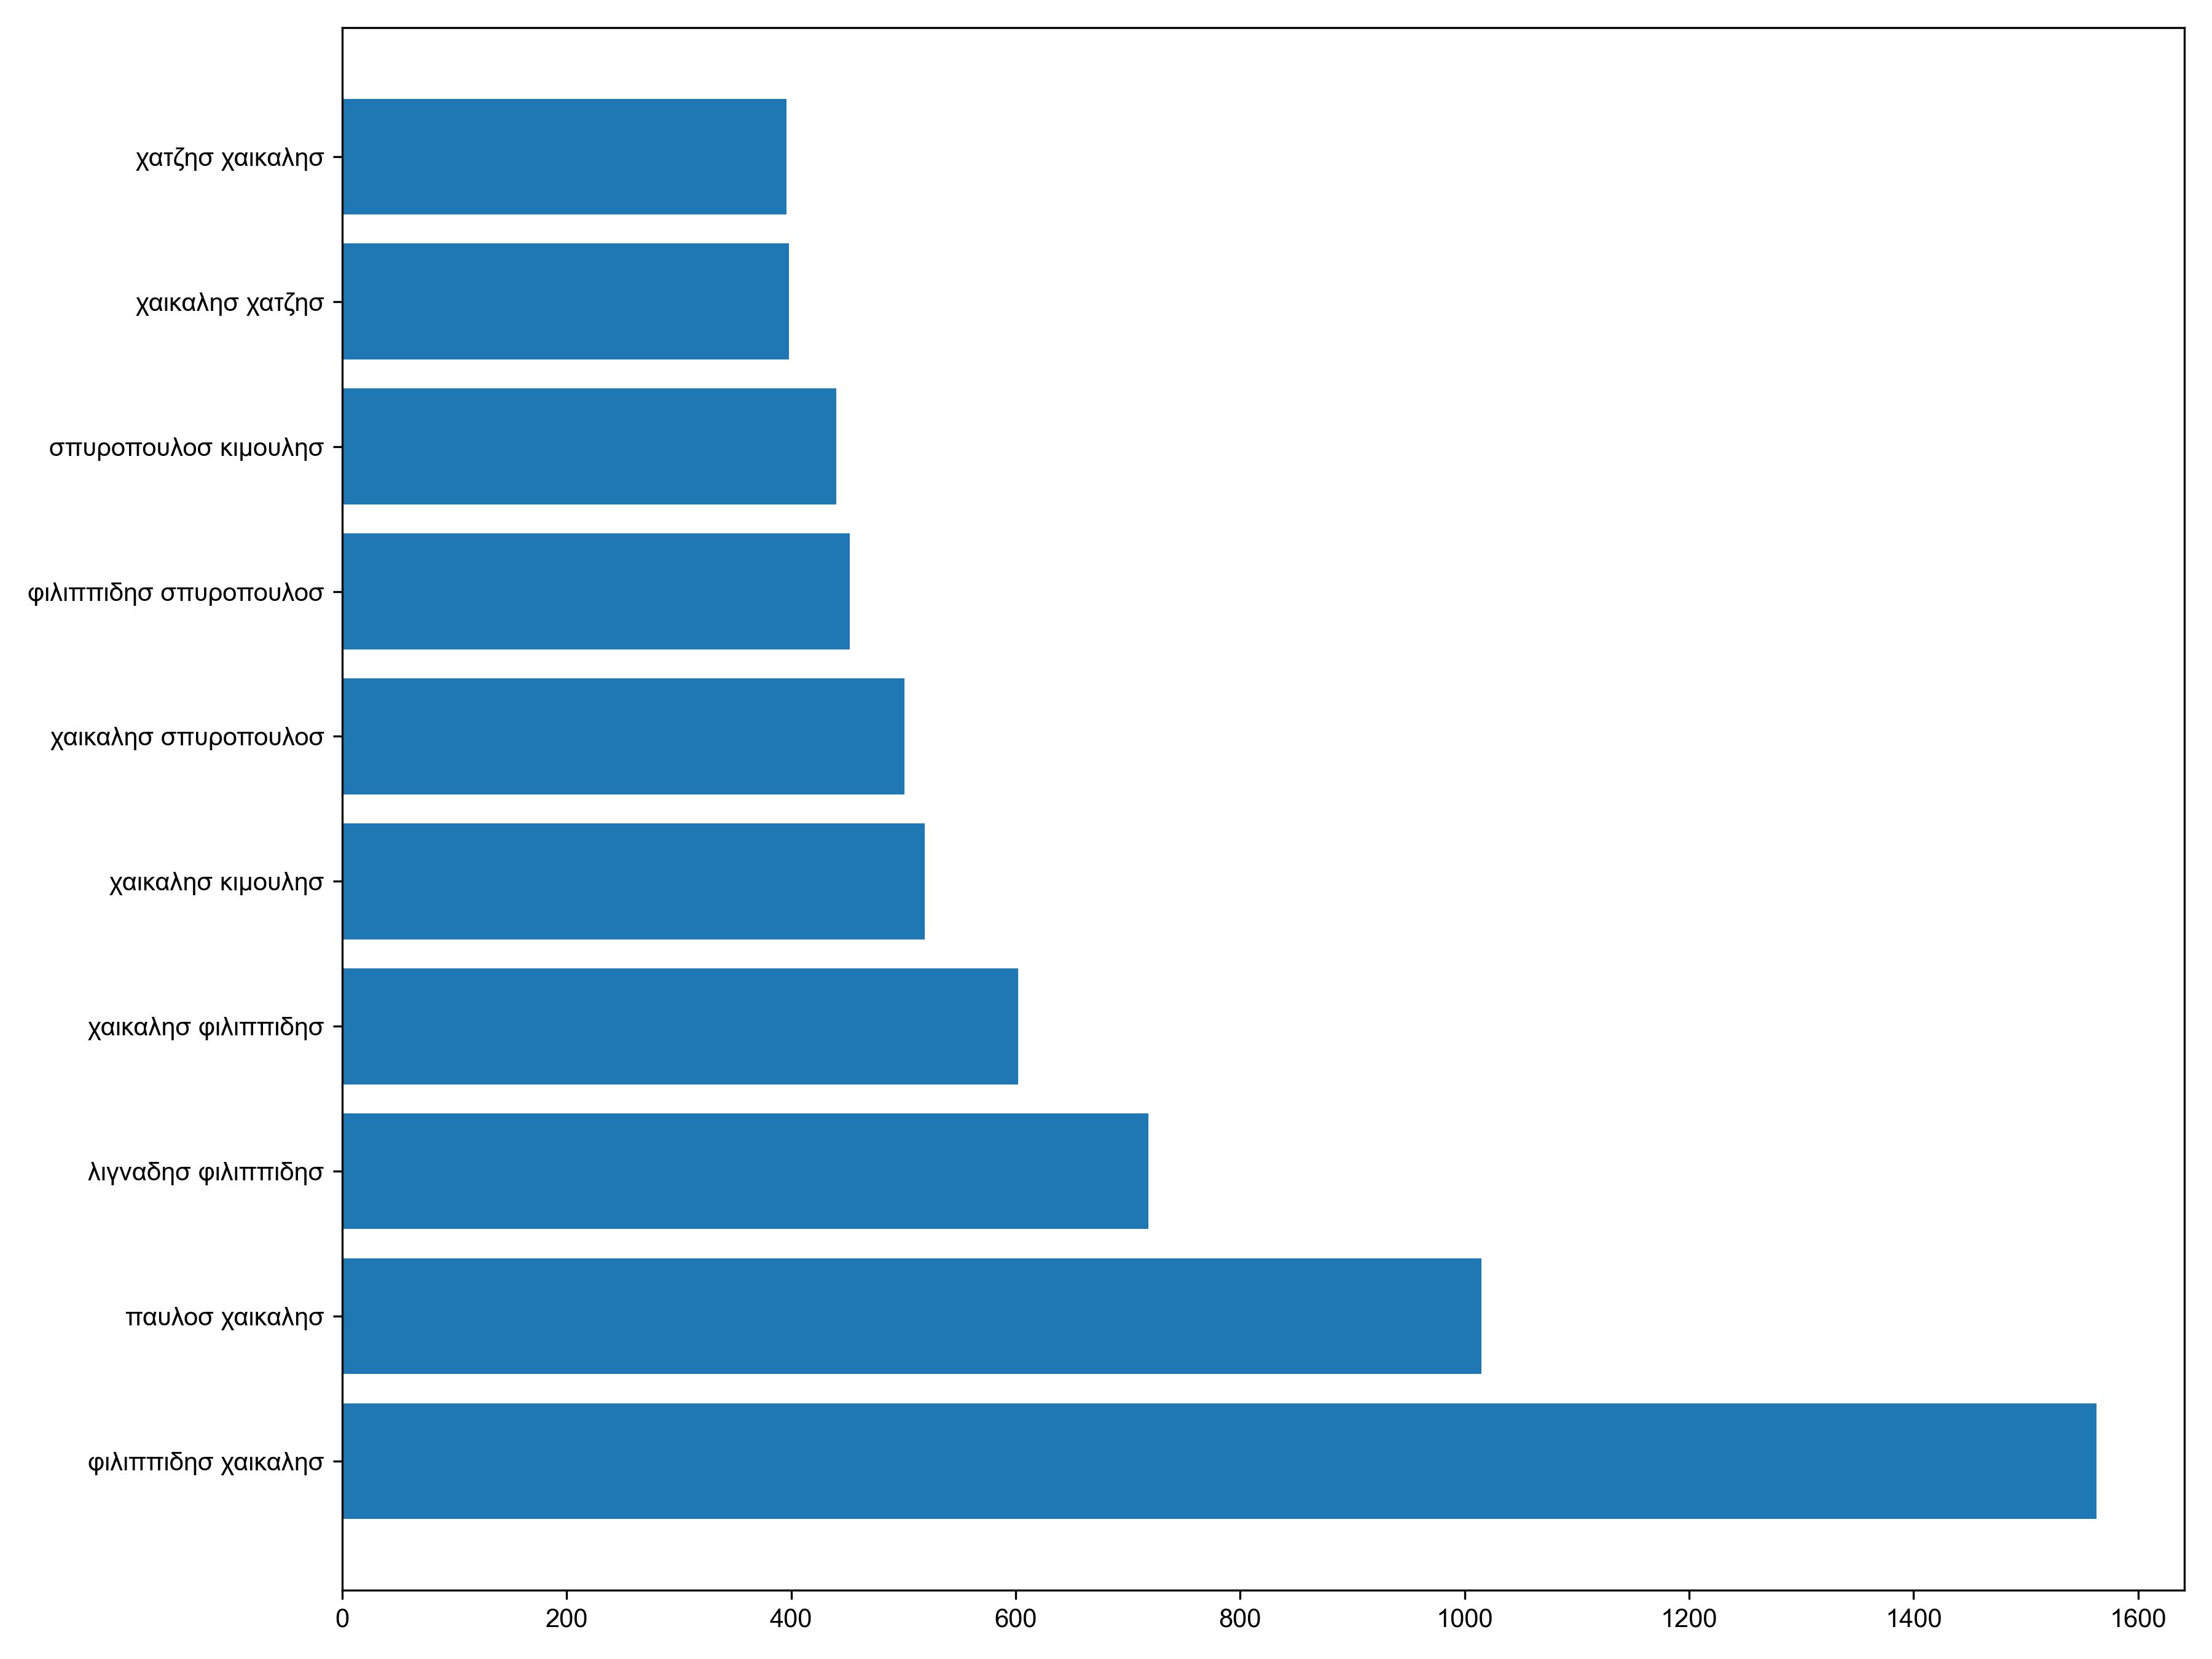 χατζησ χαικαλησ
χαικαλησ χατζησ
σπυροπουλοσ κιμουλησ
φιλιππιδησ σπυροπουλοσ
χαικαλησ σπυροπουλοσ
χαικαλησ κιμουλησ
χαικαλησ φιλιππιδησ
λιγναδησ φιλιππιδησ
παυλοσ χαικαλησ
φιλιππιδησ χαικαλησ
0 200 400 600 800 1000 1200 1400 1600